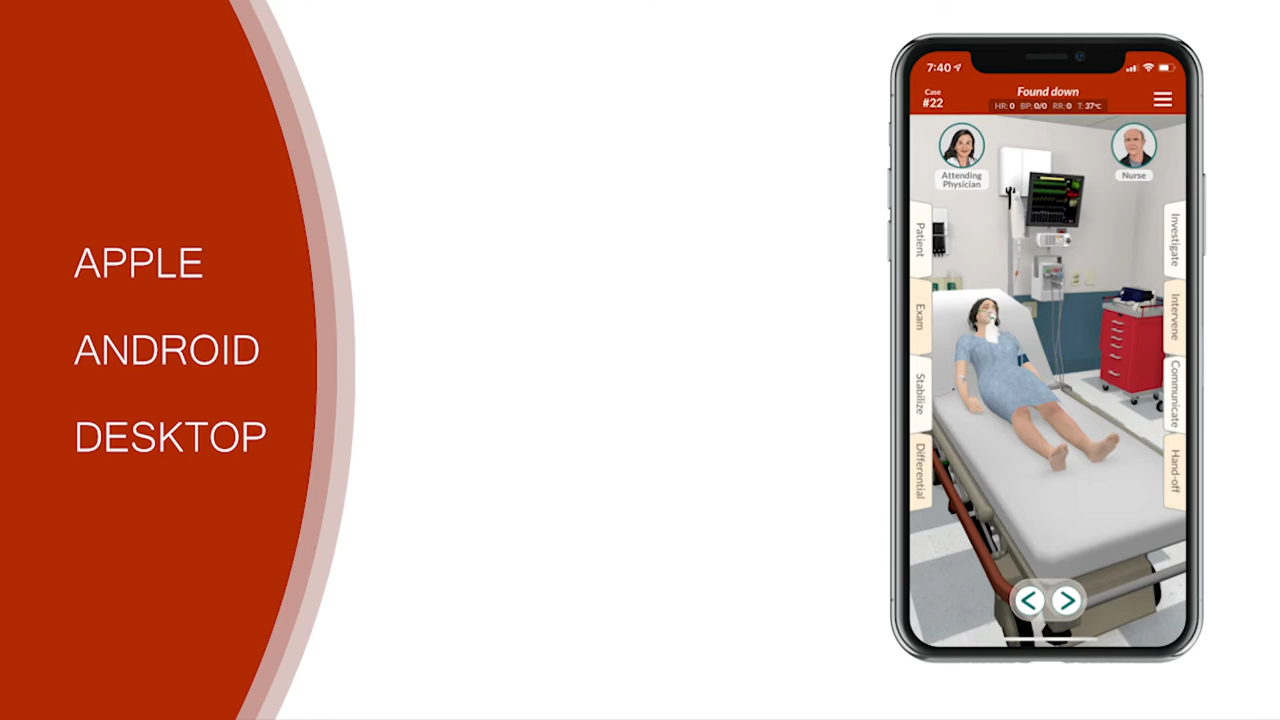 APPLE
ANDROID
DESKTOP
7:40
Case
#22
Found down
HR: 0 BP: 0/0 RR: 0 T: 37°C
Attending
Physician
Nurse
Patient
Exam
Stabilize
Differential
Investigate
Intervene
Communicate
Hand-off